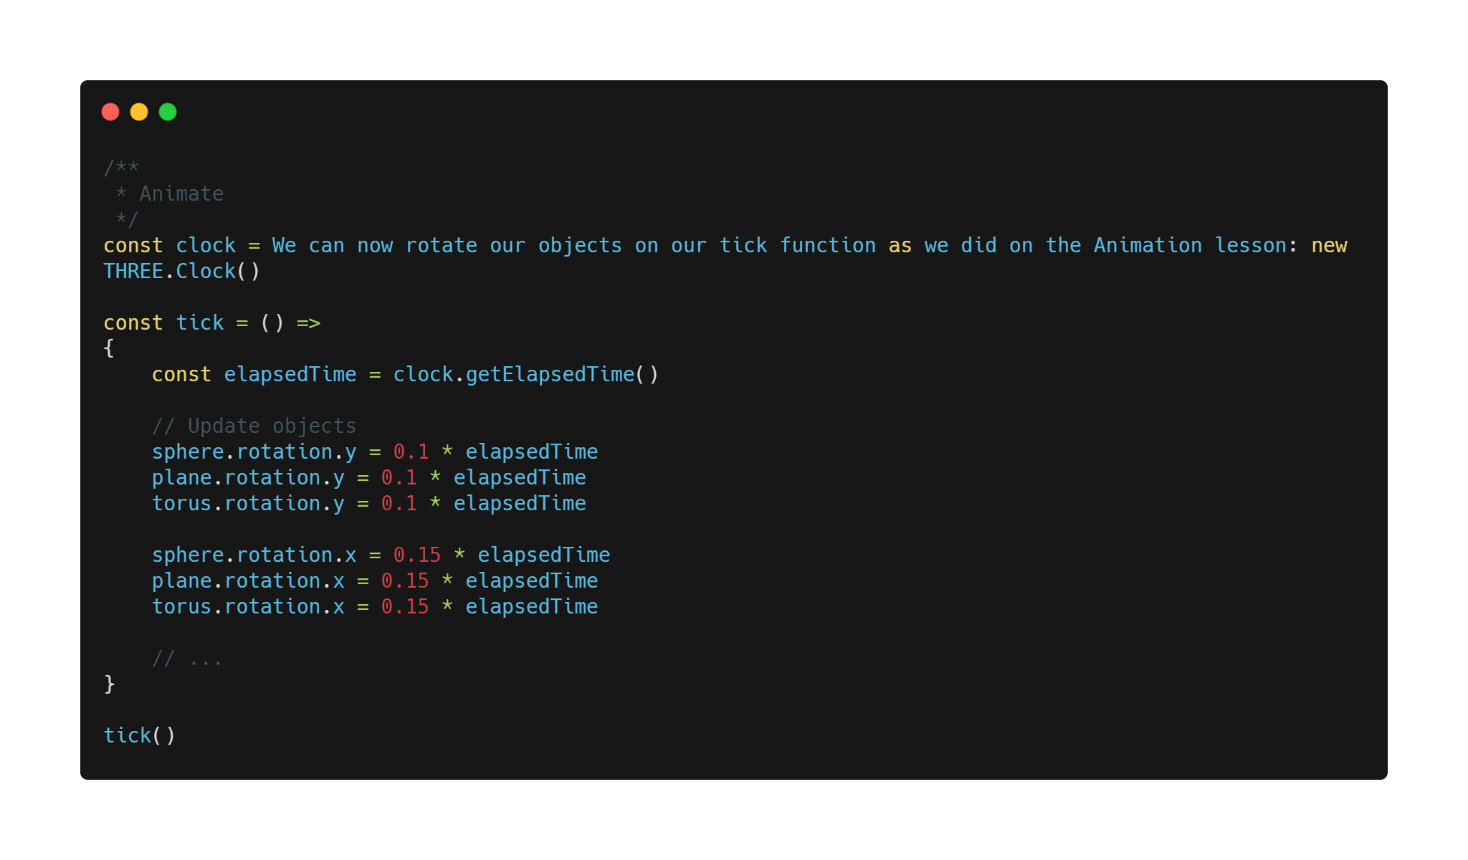 /**
 * Animate
 */
const clock = We can now rotate our objects on our tick function as we did on the Animation lesson: new
THREE.Clock()

const tick = () =>
{
    const elapsedTime = clock.getElapsedTime()

    // Update objects
    sphere.rotation.y = 0.1 * elapsedTime
    plane.rotation.y = 0.1 * elapsedTime
    torus.rotation.y = 0.1 * elapsedTime

    sphere.rotation.x = 0.15 * elapsedTime
    plane.rotation.x = 0.15 * elapsedTime
    torus.rotation.x = 0.15 * elapsedTime

    // ...
}

tick()